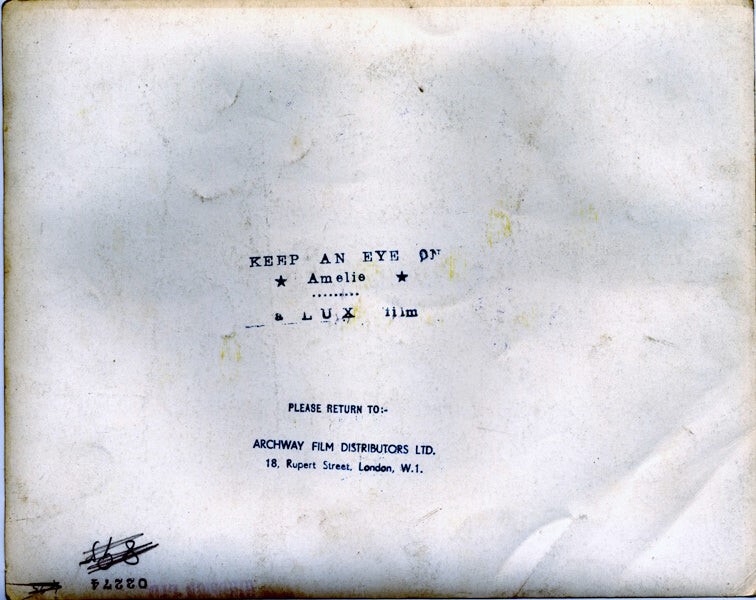 KEEP AN EYE ON
★ Amelie ★
.........
a LUX film
PLEASE RETURN TO:-
ARCHWAY FILM DISTRIBUTORS LTD.
18, Rupert Street, London, W.1.